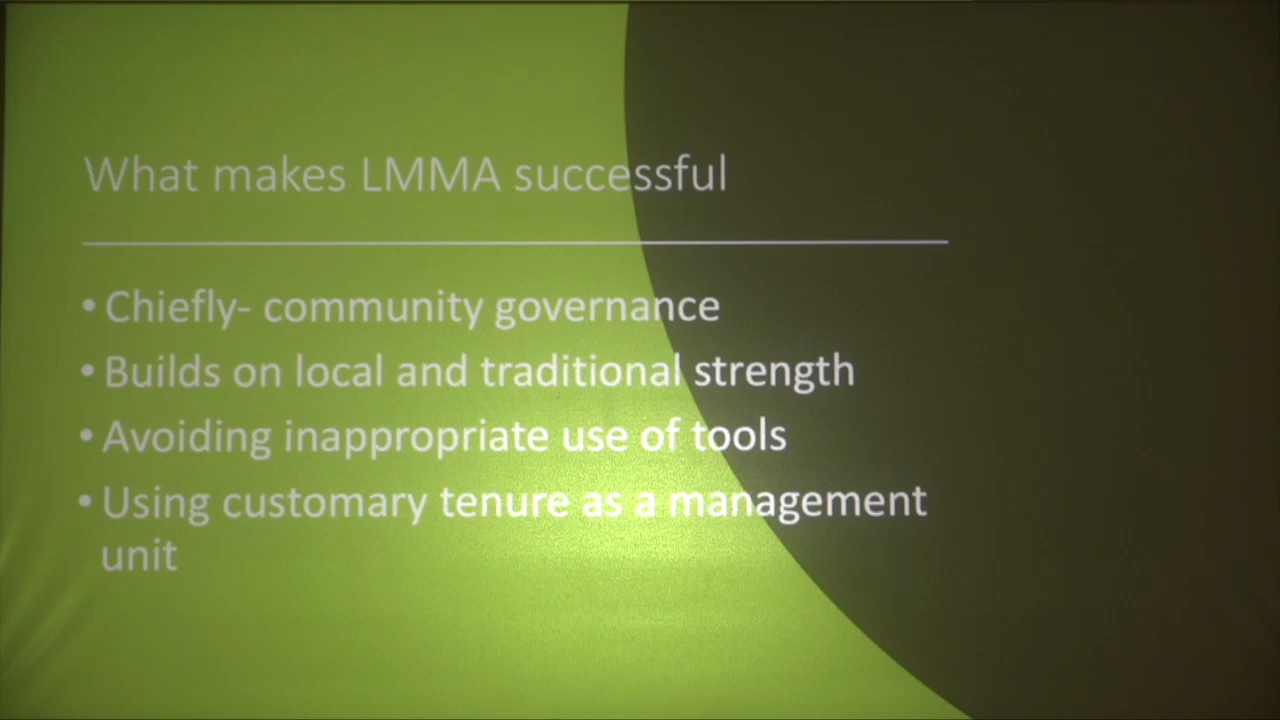 What makes LMMA successful
• Chiefly- community governance
• Builds on local and traditional strength
• Avoiding inappropriate use of tools
• Using customary tenure as a management
unit